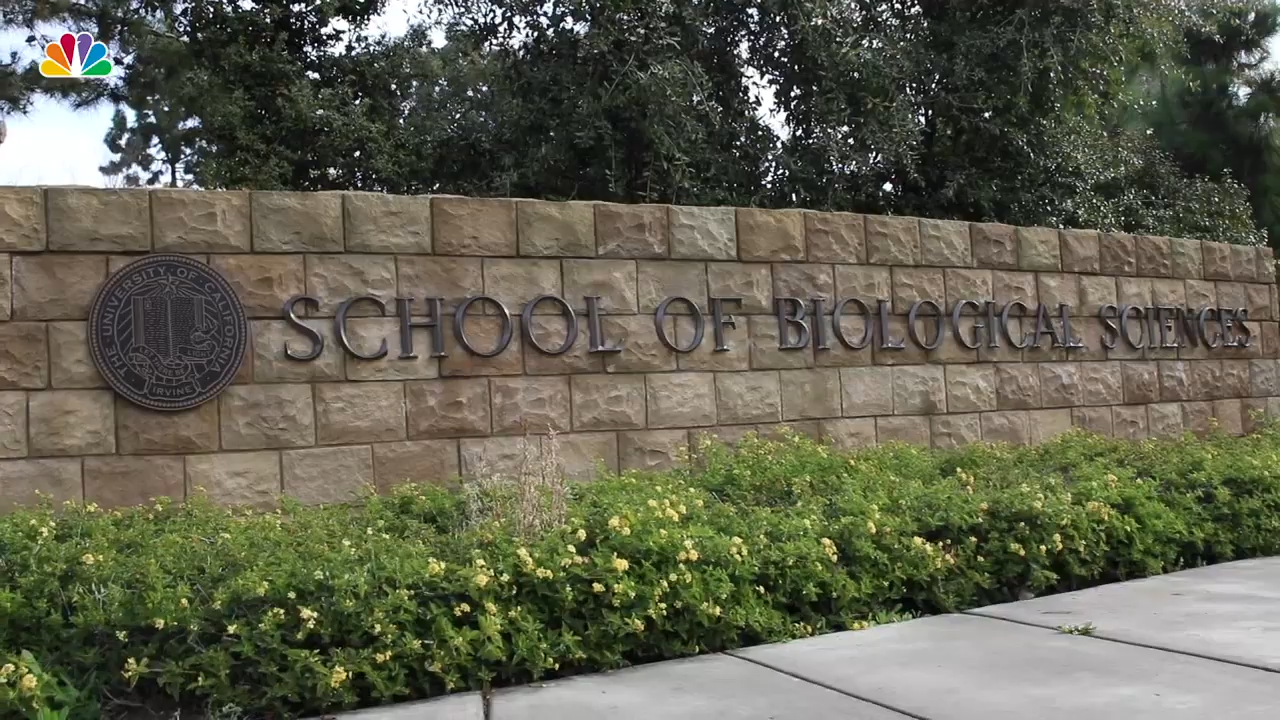 THE UNIVERSITY OF CALIFORNIA
IRVINE
SCHOOL OF BIOLOGICAL SCIENCES